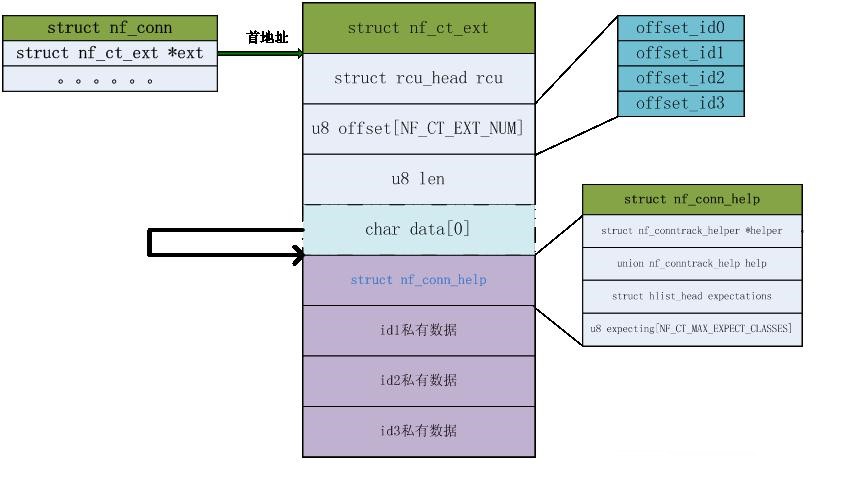 struct nf_conn
struct nf_ct_ext *ext
。。。。。。
首地址
struct nf_ct_ext
struct rcu_head rcu
u8 offset[NF_CT_EXT_NUM]
u8 len
char data[0]
struct nf_conn_help
id1私有数据
id2私有数据
id3私有数据
offset_id0
offset_id1
offset_id2
offset_id3
struct nf_conn_help
struct nf_conntrack_helper *helper
union nf_conntrack_help help
struct hlist_head expectations
u8 expecting[NF_CT_MAX_EXPECT_CLASSES]